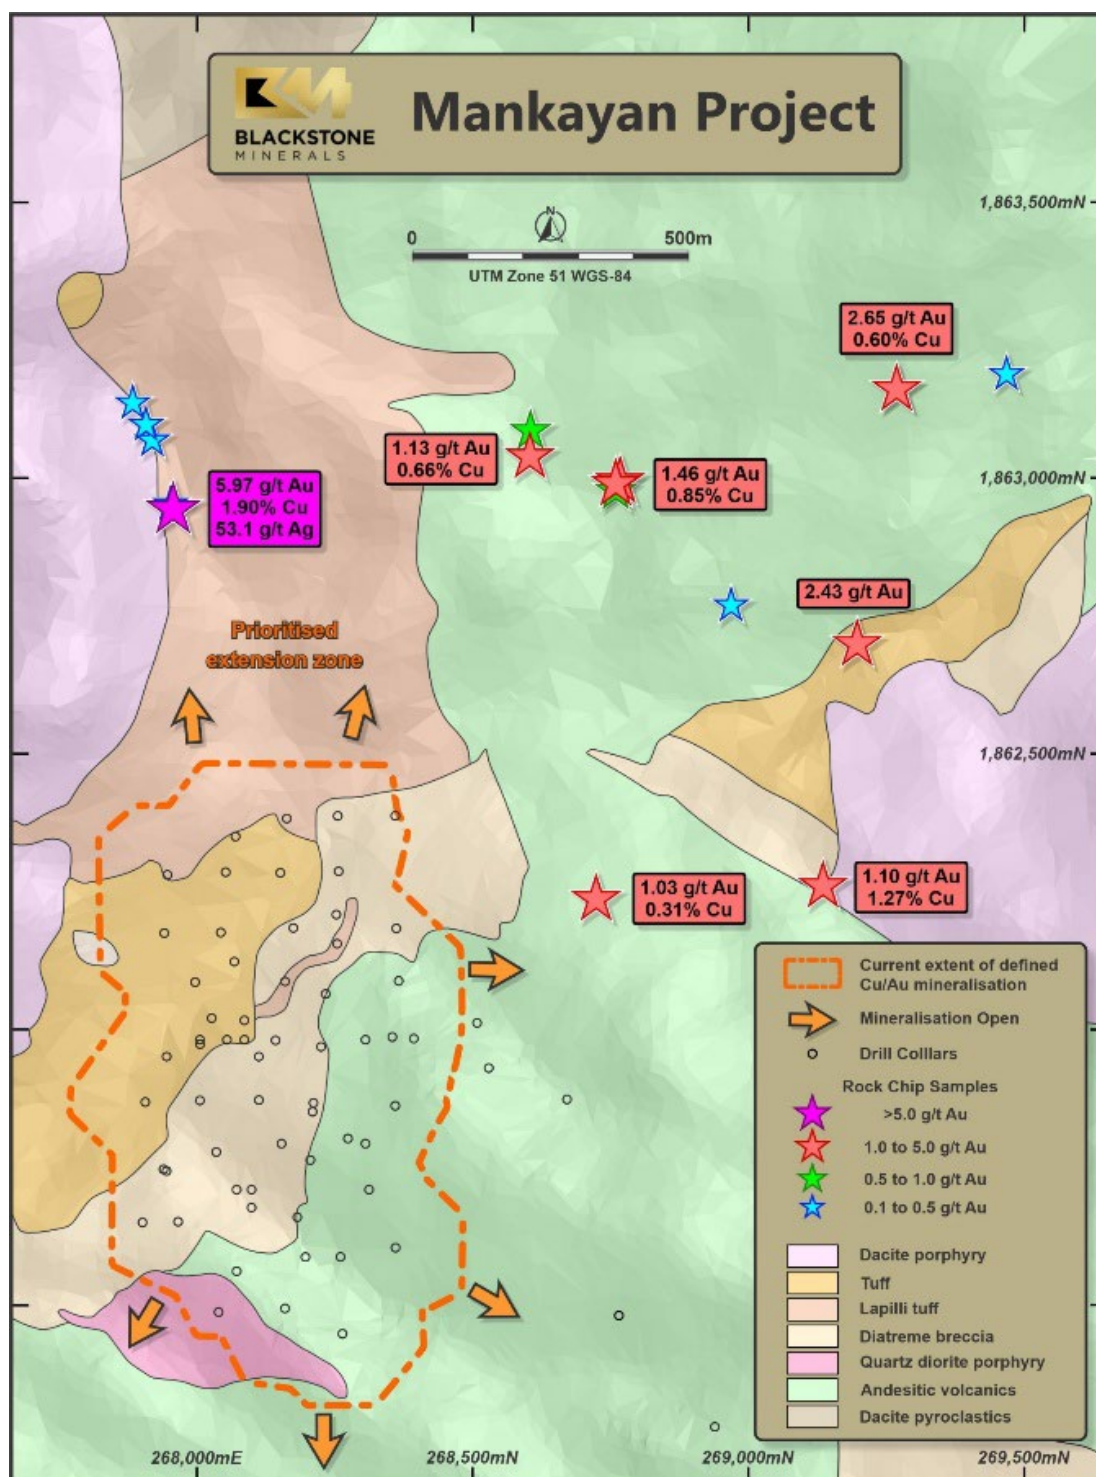 BLACKSTONE
MINERALS
Mankayan Project
1,863,500mN
N
0 500m
UTM Zone 51 WGS-84
2.65 g/t Au
0.60% Cu
1.13 g/t Au
0.66% Cu
1.46 g/t Au
0.85% Cu
1,863,000mN
5.97 g/t Au
1.90% Cu
53.1 g/t Ag
2.43 g/t Au
Prioritised
extension zone
1,862,500mN
1.03 g/t Au
0.31% Cu
1.10 g/t Au
1.27% Cu
Current extent of defined
Cu/Au mineralisation
Mineralisation Open
Drill Colllars
Rock Chip Samples
>5.0 g/t Au
1.0 to 5.0 g/t Au
0.5 to 1.0 g/t Au
0.1 to 0.5 g/t Au
Dacite porphyry
Tuff
Lapilli tuff
Diatreme breccia
Quartz diorite porphyry
Andesitic volcanics
Dacite pyroclastics
268,000mE
268,500mN
269,000mN
269,500mN